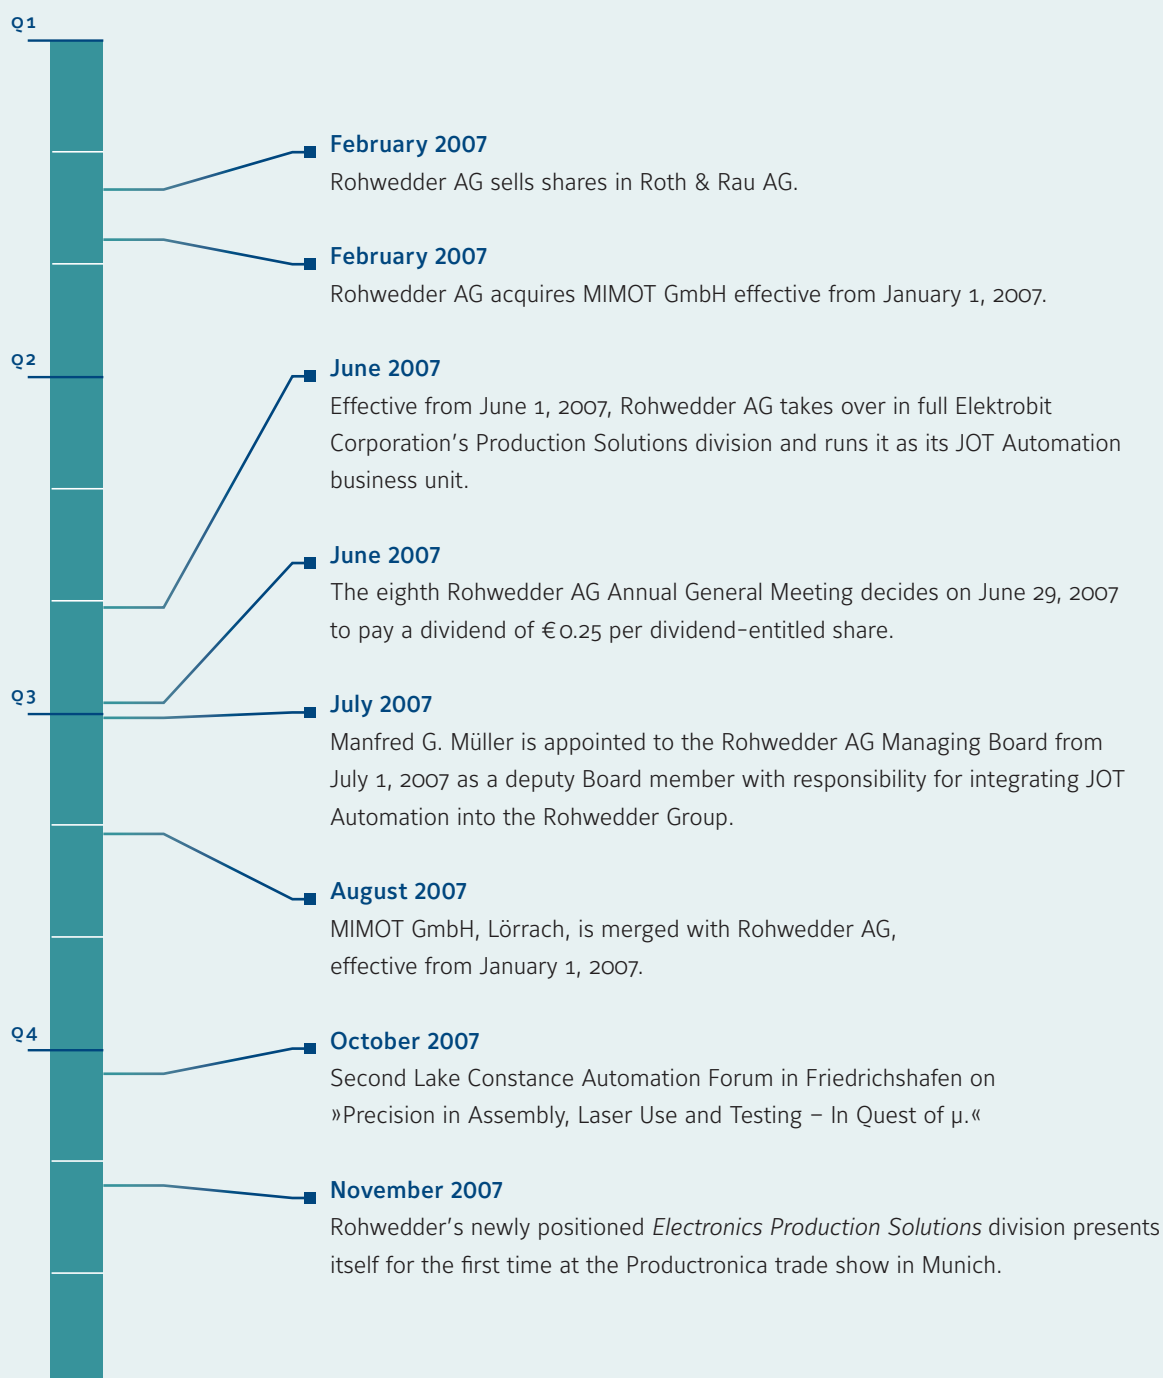 Q1
February 2007
Rohwedder AG sells shares in Roth & Rau AG.
February 2007
Rohwedder AG acquires MIMOT GmbH effective from January 1, 2007.
Q2
June 2007
Effective from June 1, 2007, Rohwedder AG takes over in full Elektrobit
Corporation's Production Solutions division and runs it as its JOT Automation
business unit.
June 2007
The eighth Rohwedder AG Annual General Meeting decides on June 29, 2007
to pay a dividend of €0.25 per dividend-entitled share.
Q3
July 2007
Manfred G. Müller is appointed to the Rohwedder AG Managing Board from
July 1, 2007 as a deputy Board member with responsibility for integrating JOT
Automation into the Rohwedder Group.
August 2007
MIMOT GmbH, Lörrach, is merged with Rohwedder AG,
effective from January 1, 2007.
Q4
October 2007
Second Lake Constance Automation Forum in Friedrichshafen on
»Precision in Assembly, Laser Use and Testing – In Quest of µ.«
November 2007
Rohwedder's newly positioned Electronics Production Solutions division presents
itself for the first time at the Productronica trade show in Munich.